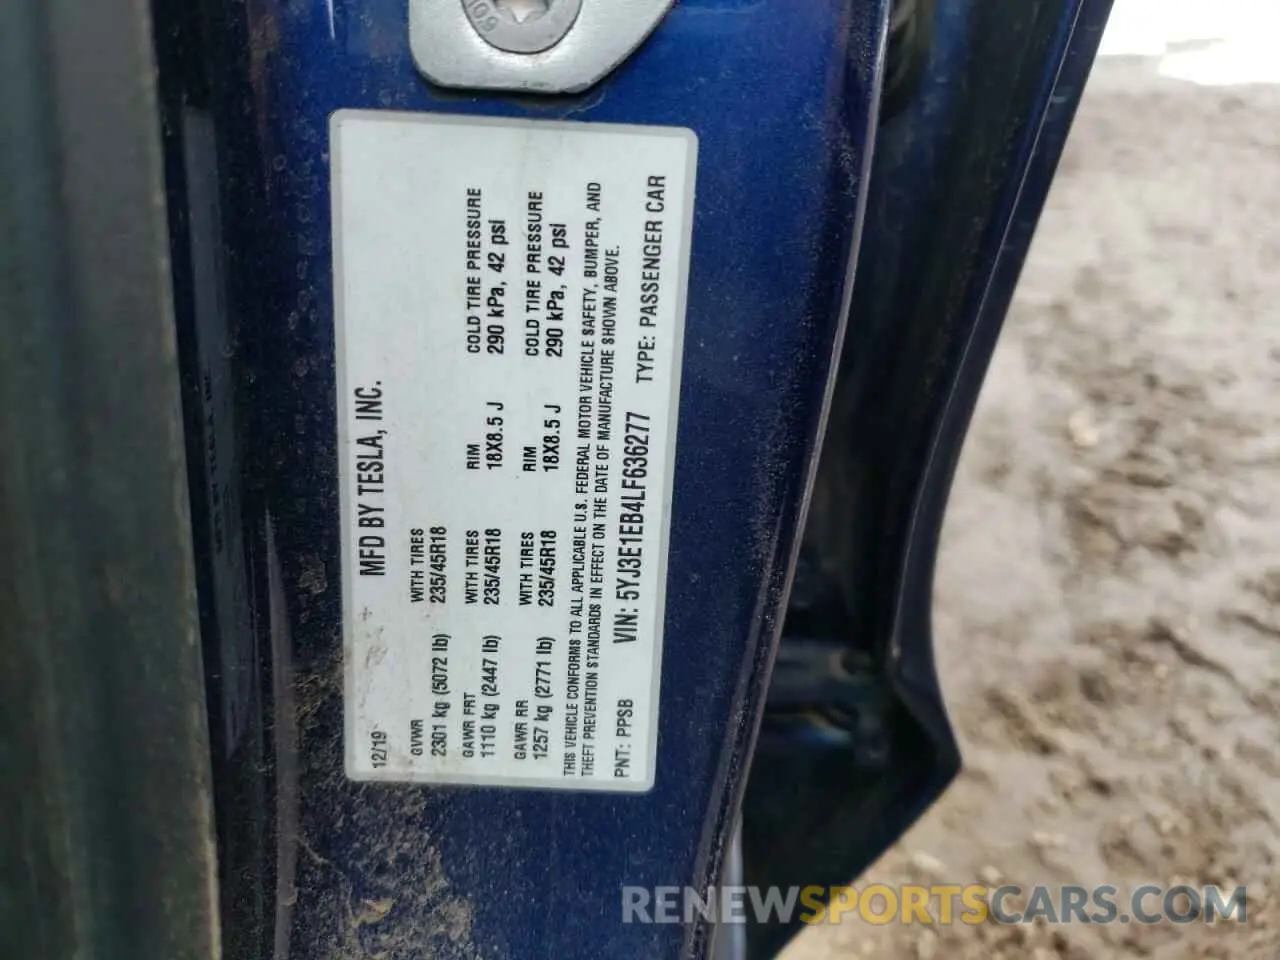 MFD BY TESLA, INC.
12/19
GVWR WITH TIRES
2301 kg (5072 lb) 235/45R18
GAWR FRT WITH TIRES RIM COLD TIRE PRESSURE
1110 kg (2447 lb) 235/45R18 18X8.5 J 290 kPa, 42 psi
GAWR RR WITH TIRES RIM COLD TIRE PRESSURE
1257 kg (2771 lb) 235/45R18 18X8.5 J 290 kPa, 42 psi
THIS VEHICLE CONFORMS TO ALL APPLICABLE U.S. FEDERAL MOTOR VEHICLE SAFETY, BUMPER, AND
THEFT PREVENTION STANDARDS IN EFFECT ON THE DATE OF MANUFACTURE SHOWN ABOVE.
PNT: PPSB VIN: 5YJ3E1EB4LF636277 TYPE: PASSENGER CAR
RENEWSPORTSCARS.COM